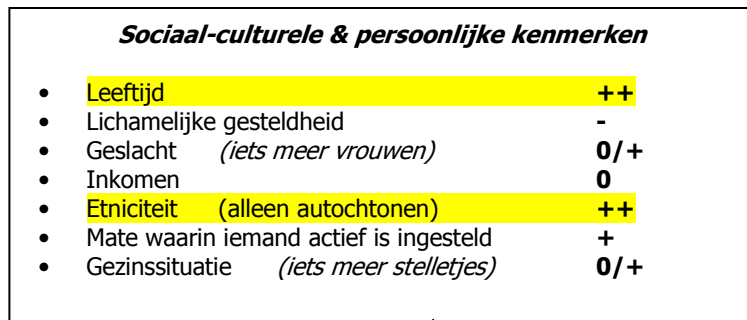 Sociaal-culturele & persoonlijke kenmerken
• Leeftijd ++
• Lichamelijke gesteldheid -
• Geslacht (iets meer vrouwen) 0/+
• Inkomen 0
• Etniciteit (alleen autochtonen) ++
• Mate waarin iemand actief is ingesteld +
• Gezinssituatie (iets meer stelletjes) 0/+